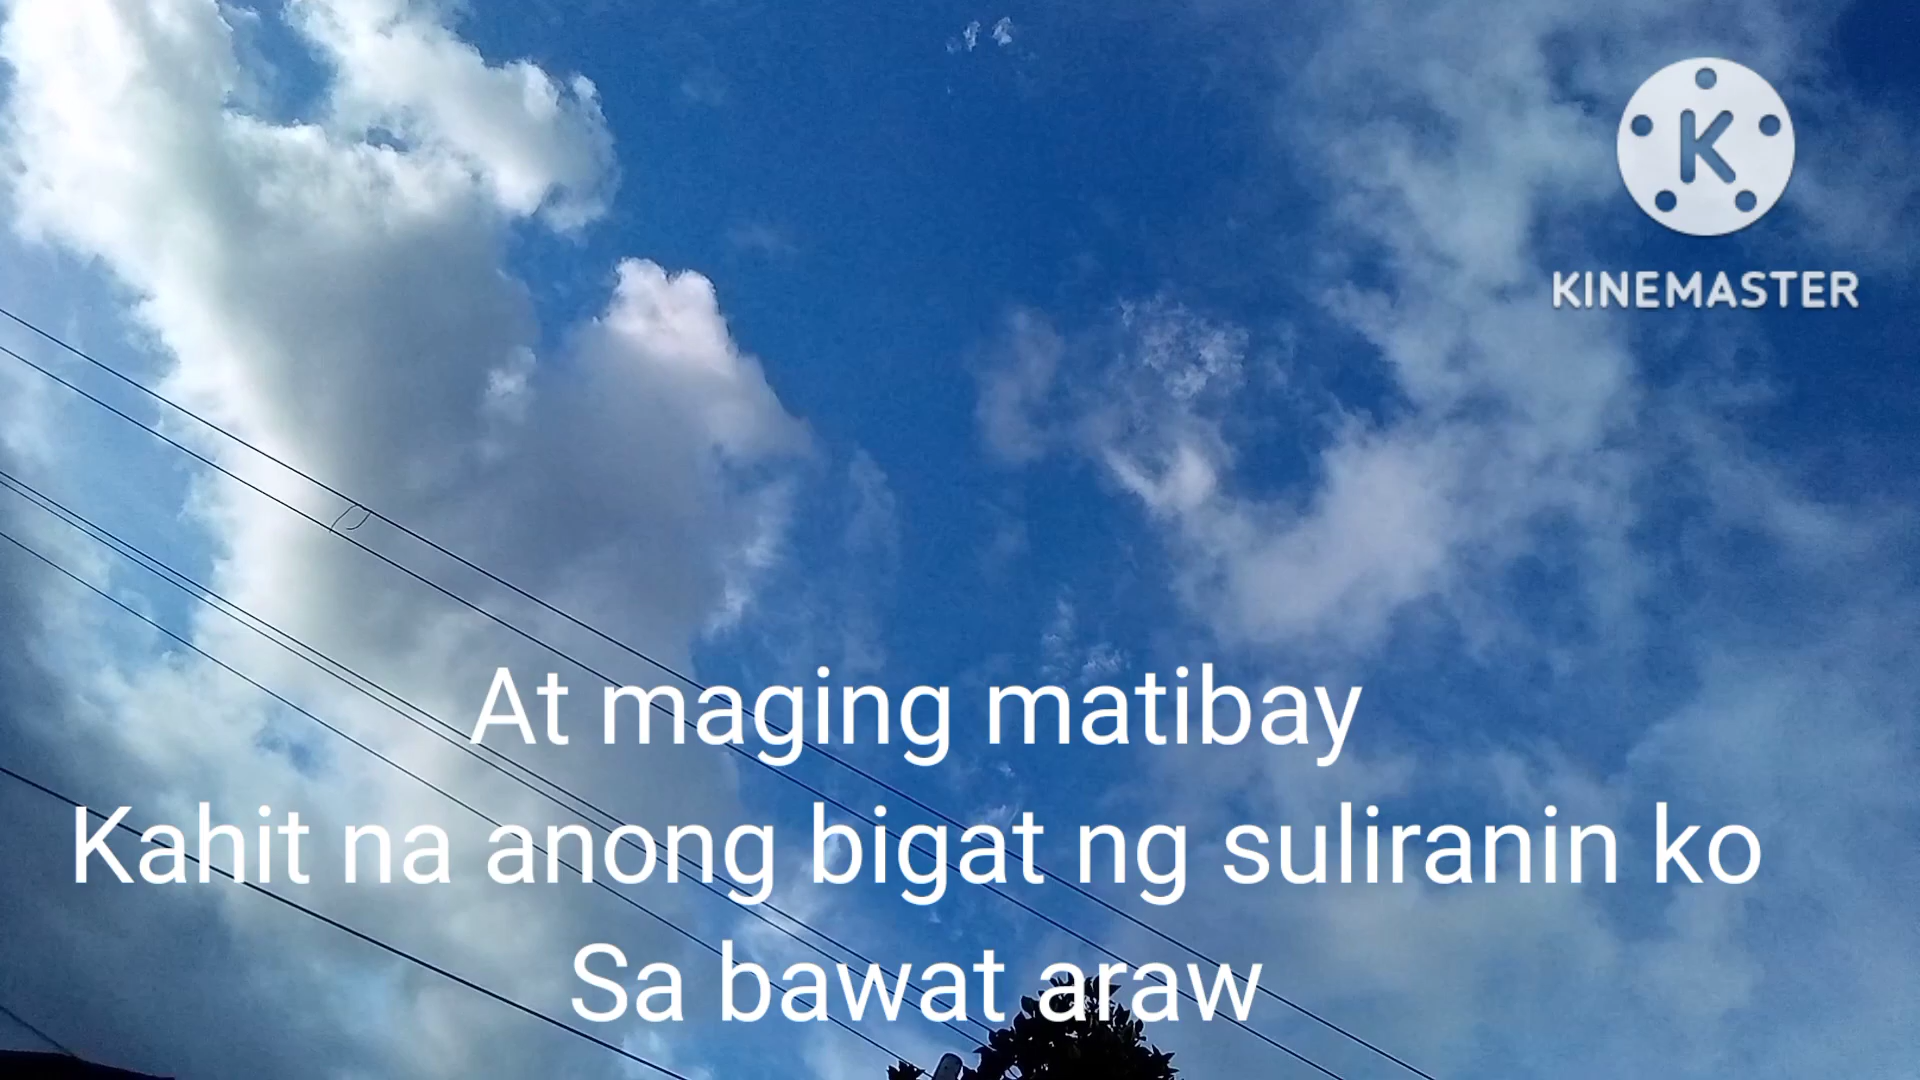 KINEMASTER
At maging matibay
Kahit na anong bigat ng suliranin ko
Sa bawat araw